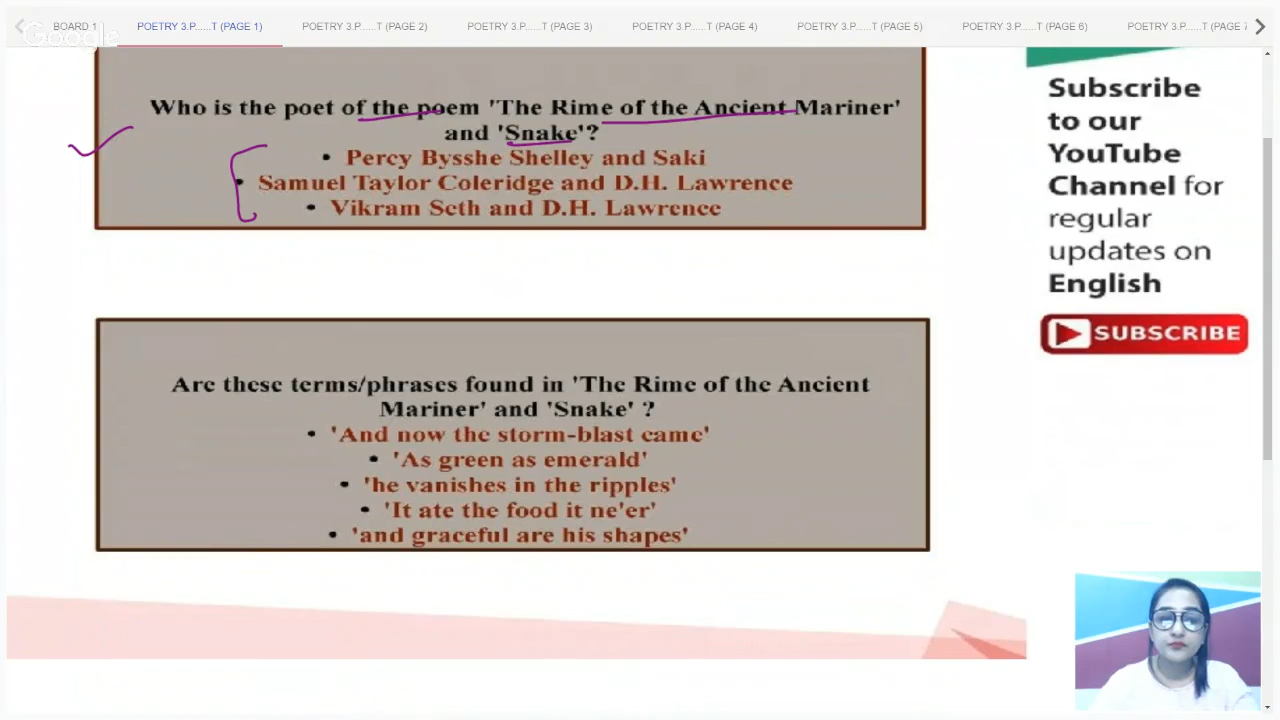 BOARD 1
POETRY 3.P......T (PAGE 1)
POETRY 3.P......T (PAGE 2)
POETRY 3.P......T (PAGE 3)
POETRY 3.P......T (PAGE 4)
POETRY 3.P......T (PAGE 5)
POETRY 3.P......T (PAGE 6)
POETRY 3.P......T (PAGE
Google
Who is the poet of the poem 'The Rime of the Ancient Mariner'
and 'Snake'?
• Percy Bysshe Shelley and Saki
• Samuel Taylor Coleridge and D.H. Lawrence
• Vikram Seth and D.H. Lawrence
Are these terms/phrases found in 'The Rime of the Ancient
Mariner' and 'Snake' ?
• 'And now the storm-blast came'
• 'As green as emerald'
• 'he vanishes in the ripples'
• 'It ate the food it ne'er'
• 'and graceful are his shapes'
Subscribe
to our
YouTube
Channel for
regular
updates on
English
SUBSCRIBE